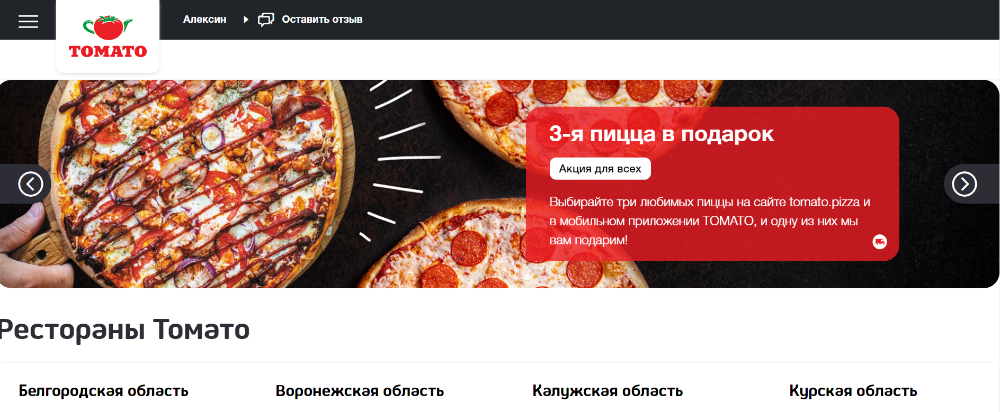 Алексин
Оставить отзыв
TOMATO
3-я пицца в подарок
Акция для всех
Выбирайте три любимых пиццы на сайте tomato.pizza и
в мобильном приложении ТОМАТО, и одну из них мы
вам подарим!
Рестораны Томато
Белгородская область
Воронежская область
Калужская область
Курская область